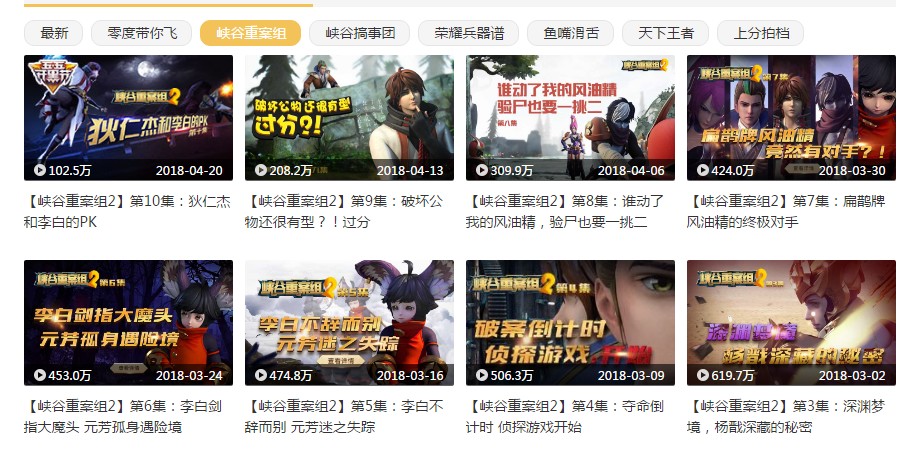 最新
零度带你飞
峡谷重案组
峡谷搞事团
荣耀兵器谱
鱼嘴滑舌
天下王者
上分拍档
峡谷重案组2
狄仁杰和李白的PK
第十集
102.5万
2018-04-20
破坏公物还很有型
过分?!
208.2万
2018-04-13
峡谷重案组2
谁动了我的风油精
验尸也要一挑二
第八集
309.9万
2018-04-06
峡谷重案组2第7集
扁鹊牌风油精
竟然有对手?!
424.0万
2018-03-30
【峡谷重案组2】第10集：狄仁杰
和李白的PK
【峡谷重案组2】第9集：破坏公
物还很有型？！过分
【峡谷重案组2】第8集：谁动了
我的风油精，验尸也要一挑二
【峡谷重案组2】第7集：扁鹊牌
风油精的终极对手
峡谷重案组2第6集
李白剑指大魔头
元芳孤身遇险境
453.0万
2018-03-24
峡谷重案组2第5集
李白不辞而别
元芳迷之失踪
查看详情
474.8万
2018-03-16
峡谷重案组2第4集
破案倒计时
侦探游戏开始
506.3万
2018-03-09
峡谷重案组2第3集
深渊梦境
杨戬深藏的秘密
619.7万
2018-03-02
【峡谷重案组2】第6集：李白剑
指大魔头 元芳孤身遇险境
【峡谷重案组2】第5集：李白不
辞而别 元芳迷之失踪
【峡谷重案组2】第4集：夺命倒
计时 侦探游戏开始
【峡谷重案组2】第3集：深渊梦
境，杨戬深藏的秘密